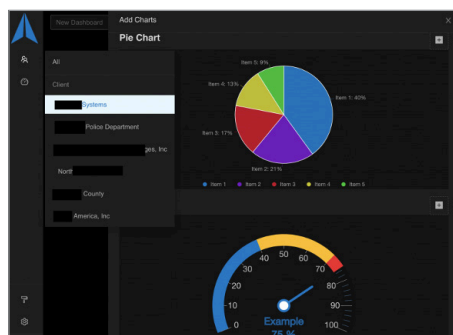 New Dashboard
Add Charts
X
Pie Chart
All
Client
Systems
Police Department
ges, Inc
North
County
America, Inc
Item 5: 9%
Item 4: 13%
Item 1: 40%
Item 3: 17%
Item 2: 21%
Item 1 Item 2 Item 3 Item 4 Item 5
0
10
20
30
40
50
60
70
80
90
100
Example
75 %